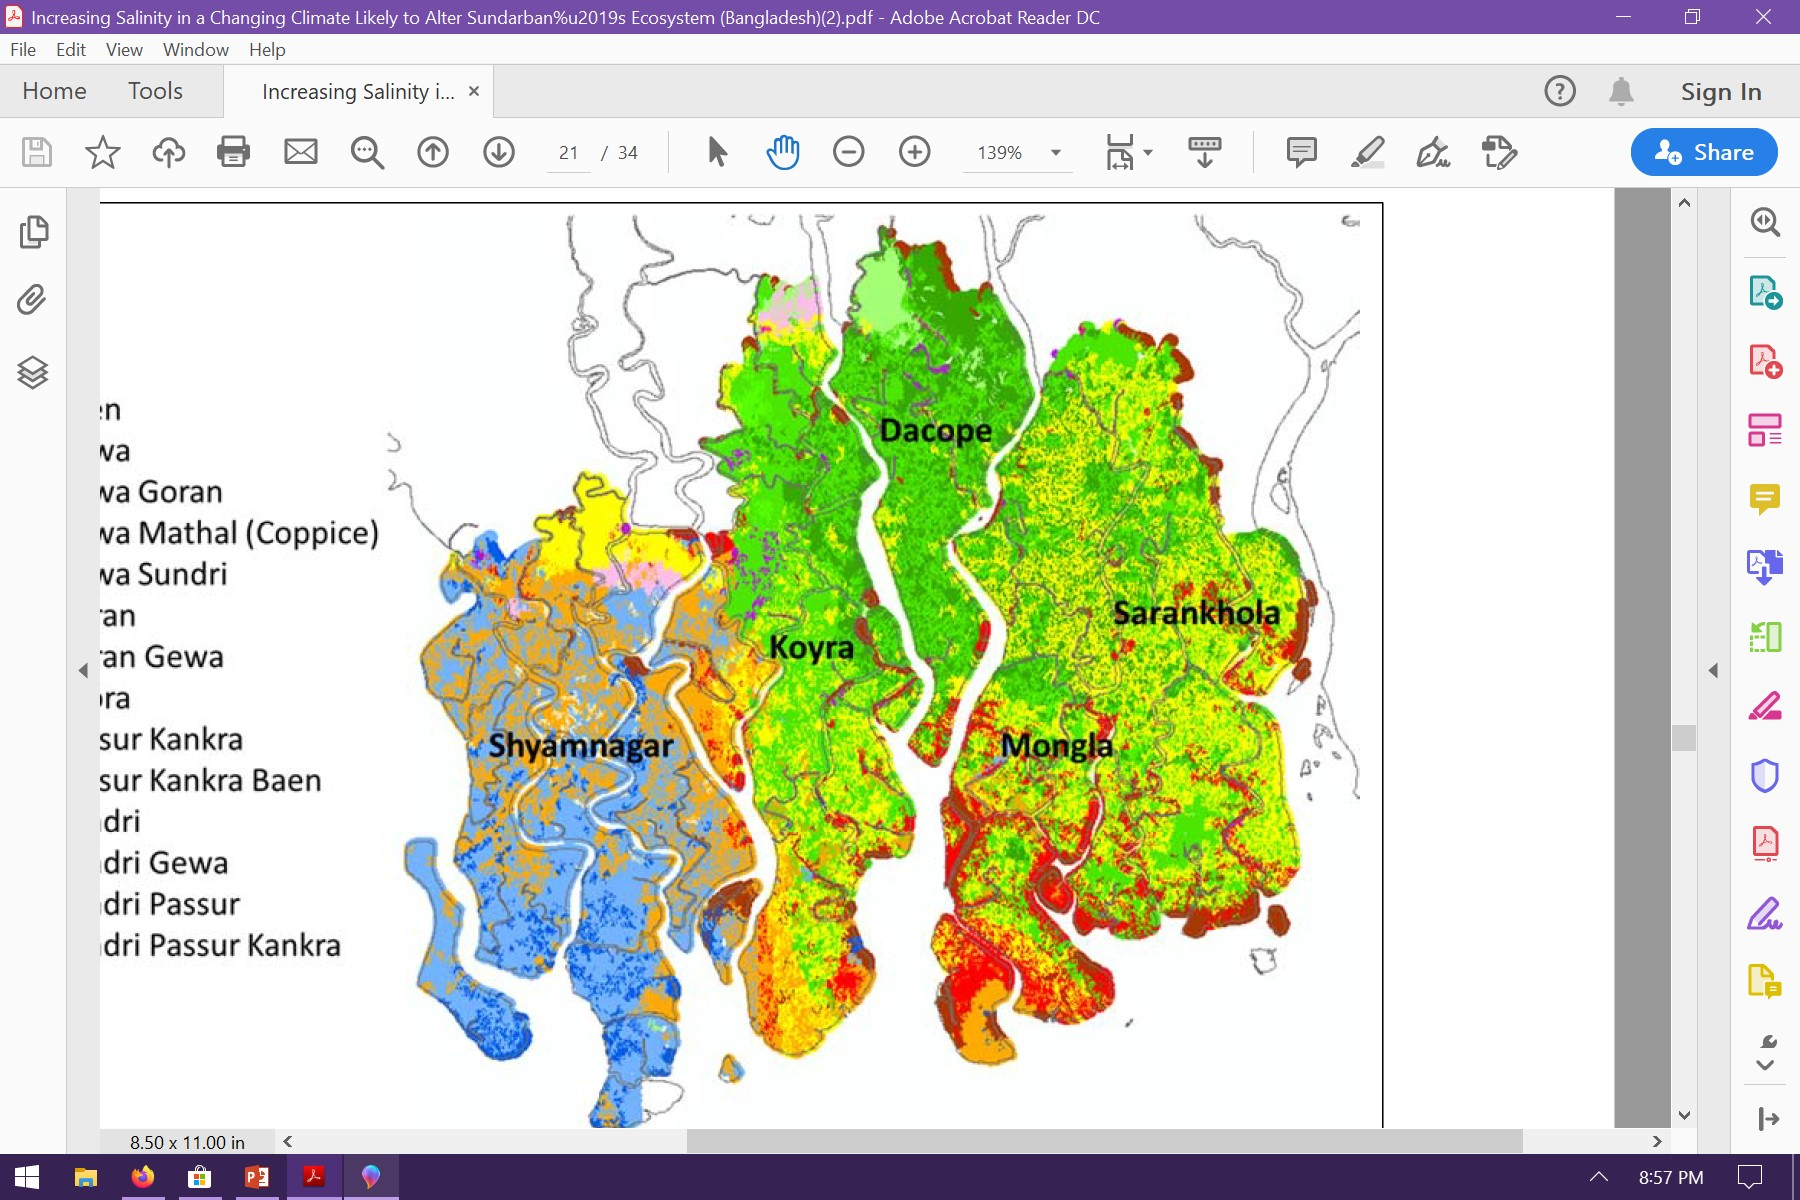 Increasing Salinity in a Changing Climate Likely to Alter Sundarban%u2019s Ecosystem (Bangladesh)(2).pdf - Adobe Acrobat Reader DC
File Edit View Window Help
Home Tools Increasing Salinity i... × Sign In
21 / 34 139% Share
en
wa
wa Goran
wa Mathal (Coppice)
wa Sundri
ran
ran Gewa
ora
sur Kankra
sur Kankra Baen
dri
dri Gewa
dri Passur
dri Passur Kankra
Dacope
Sarankhola
Koyra
Shyamnagar
Mongla
8.50 x 11.00 in
8:57 PM